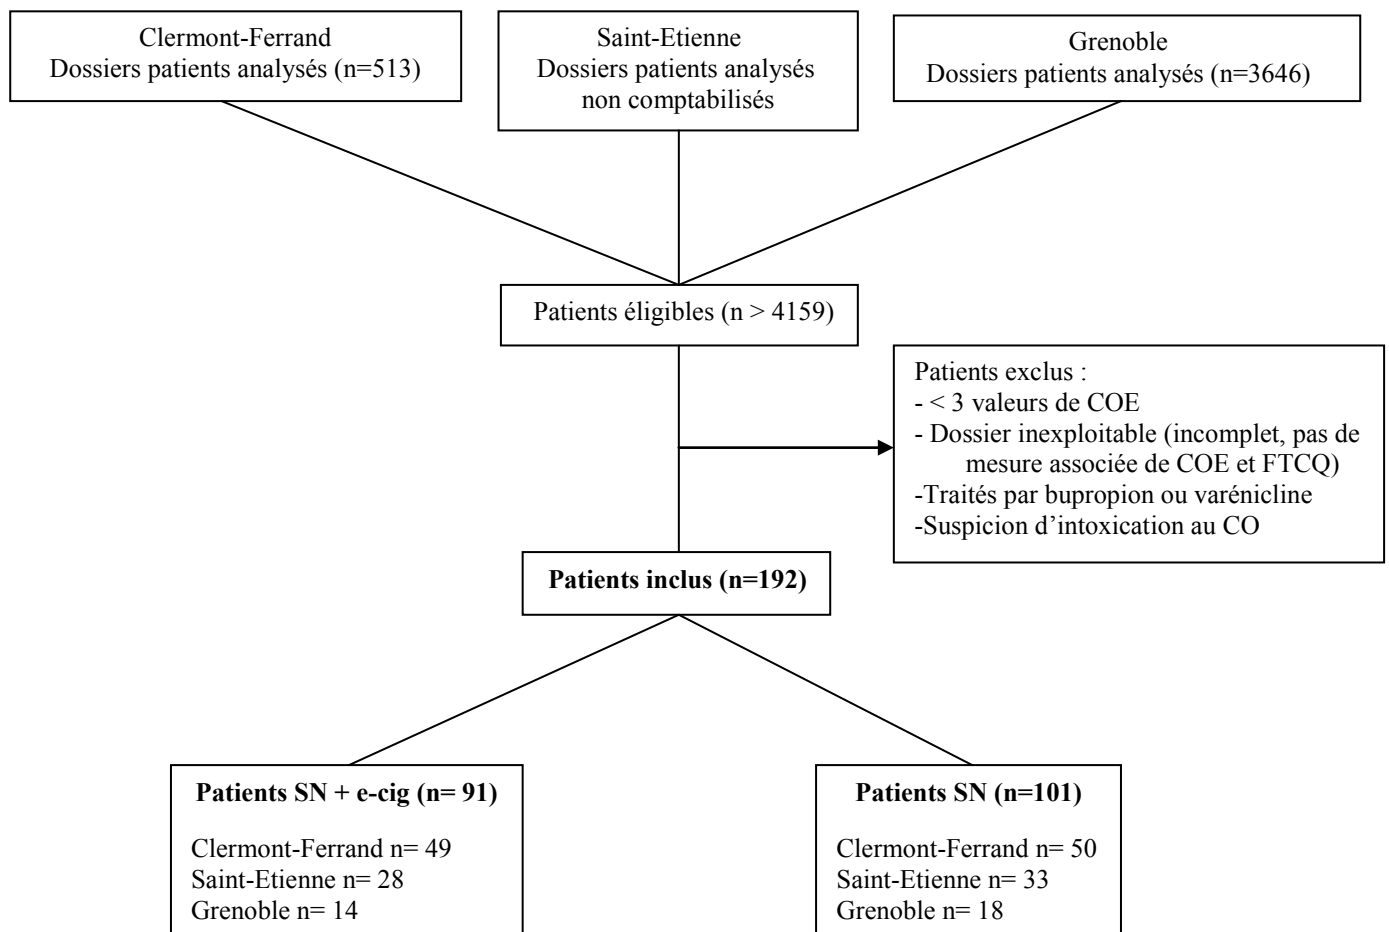 Clermont-Ferrand
Dossiers patients analysés (n=513)
Saint-Etienne
Dossiers patients analysés
non comptabilisés
Grenoble
Dossiers patients analysés (n=3646)
Patients éligibles (n > 4159)
Patients exclus :
- < 3 valeurs de COE
- Dossier inexploitable (incomplet, pas de
mesure associée de COE et FTCQ)
-Traités par bupropion ou varénicline
-Suspicion d’intoxication au CO
Patients inclus (n=192)
Patients SN + e-cig (n= 91)
Clermont-Ferrand n= 49
Saint-Etienne n= 28
Grenoble n= 14
Patients SN (n=101)
Clermont-Ferrand n= 50
Saint-Etienne n= 33
Grenoble n= 18